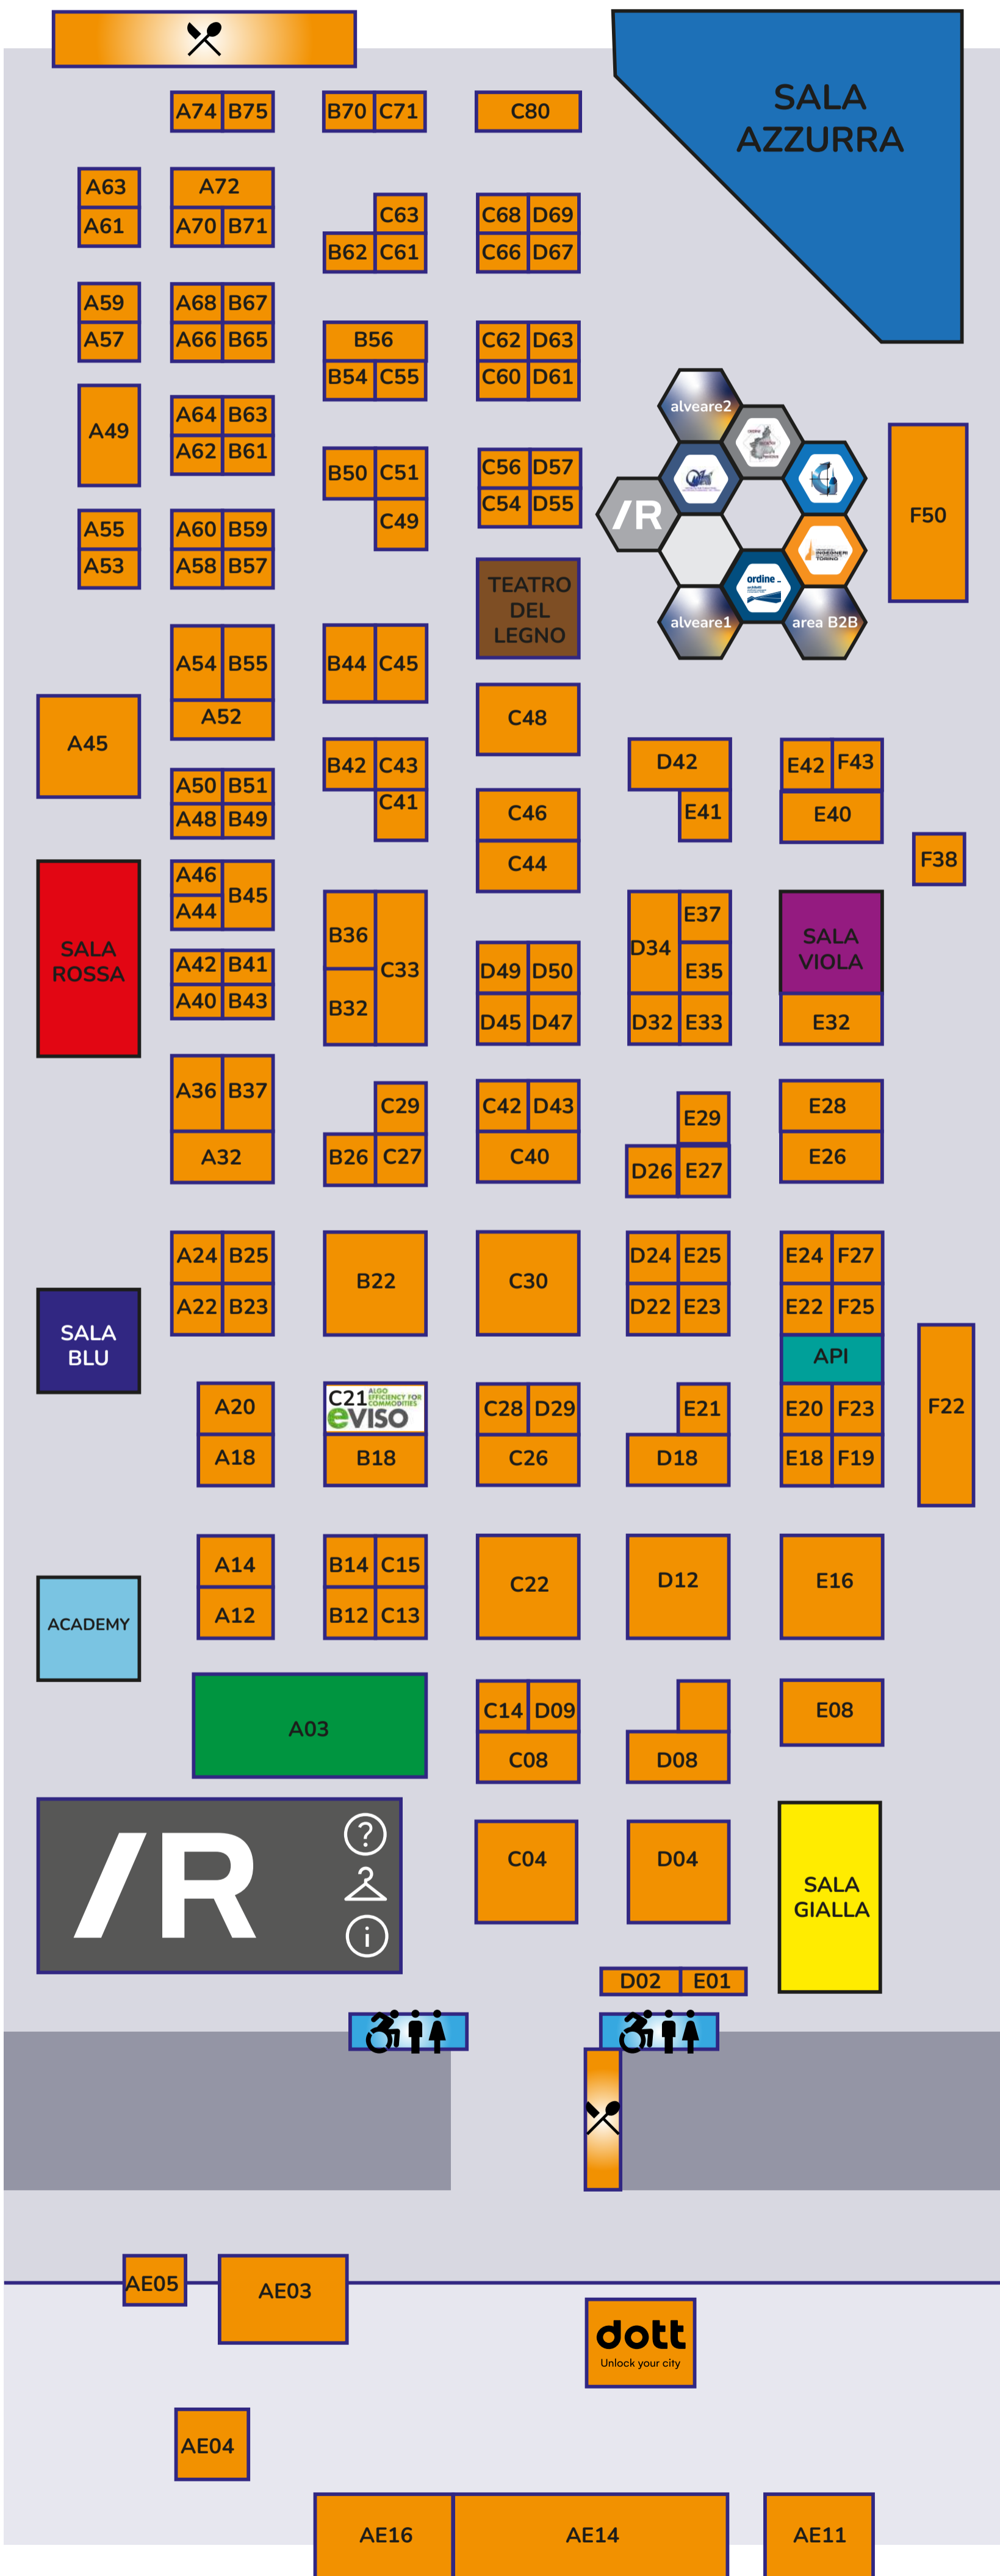 SALA
AZZURRA
A74 B75 B70 C71 C80
A63 A72
A61 A70 B71
C63 C68 D69
B62 C61 C66 D67
A59 A68 B67
A57 A66 B65
B56 C62 D63
B54 C55 C60 D61
A49
A64 B63
A62 B61
alveare2
B50 C51 C56 D57
C49 C54 D55
/R
F50
A55 A60 B59
A53 A58 B57
TEATRO
DEL
LEGNO
INGEGNERI
TORINO
ordine
alveare1 area B2B
A54 B55 B44 C45
A52
A45
C48
B42 C43 D42 E42 F43
A50 B51 C41
A48 B49 C46 E41 E40
C44 F38
A46 B45
A44
SALA
ROSSA
B36 C33 D34 E37
SALA
VIOLA
A42 B41 D49 D50 E35
A40 B43 B32 D45 D47 D32 E33 E32
A36 B37 C29 C42 D43 E29 E28
A32 B26 C27 C40 D26 E27 E26
A24 B25 B22 C30 D24 E25 E24 F27
A22 B23 D22 E23 E22 F25
SALA
BLU
API
F22
A20 C21 C28 D29 E21 E20 F23
ALGO
EFFICIENCY FOR
COMMODITIES
eVISO
A18 B18 C26 D18 E18 F19
A14 B14 C15 C22 D12 E16
A12 B12 C13
ACADEMY
A03 C14 D09 E08
C08 D08
/R
?
i
C04 D04
SALA
GIALLA
D02 E01
AE05 AE03
dott
Unlock your city
AE04
AE16 AE14 AE11